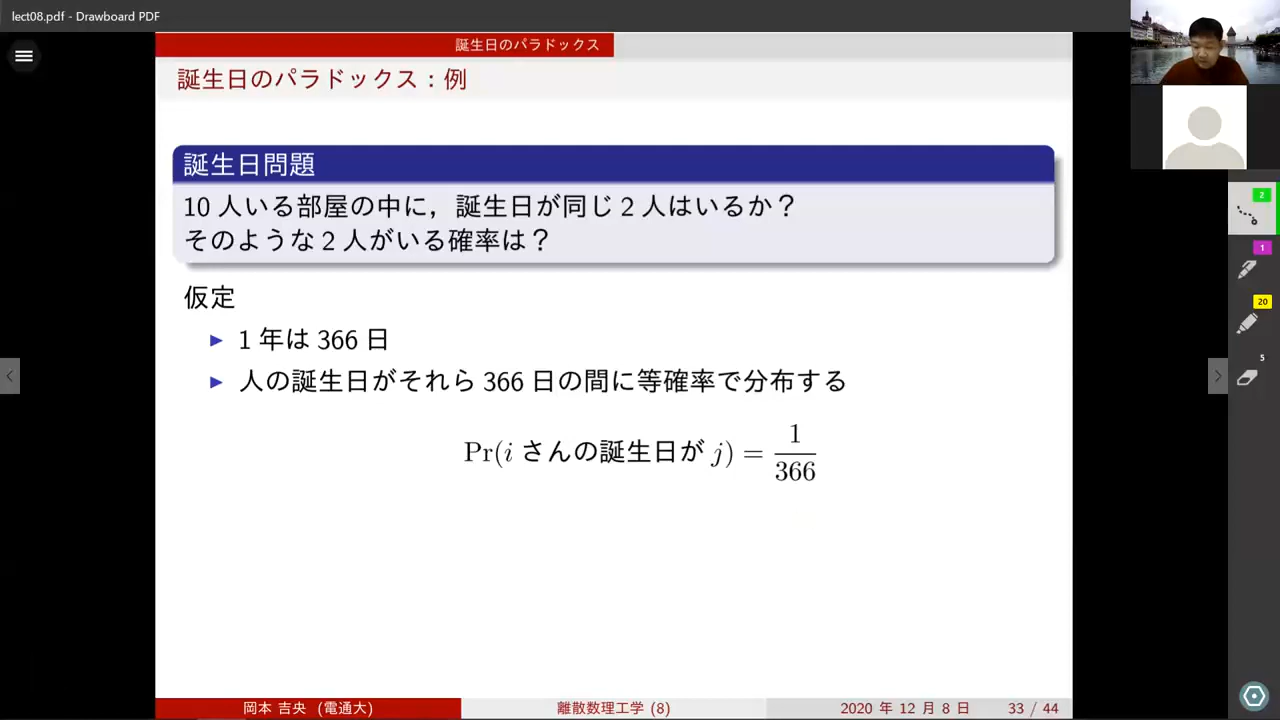 lect08.pdf - Drawboard PDF
誕生日のパラドックス
誕生日のパラドックス：例
誕生日問題
10 人いる部屋の中に，誕生日が同じ 2 人はいるか？
そのような 2 人がいる確率は？
仮定
▶ 1 年は 366 日
▶ 人の誕生日がそれら 366 日の間に等確率で分布する
Pr(i さんの誕生日が j) = 1/366
岡本 吉央 (電通大) 離散数理工学 (8) 2020 年 12 月 8 日 33 / 44
2
1
20
5